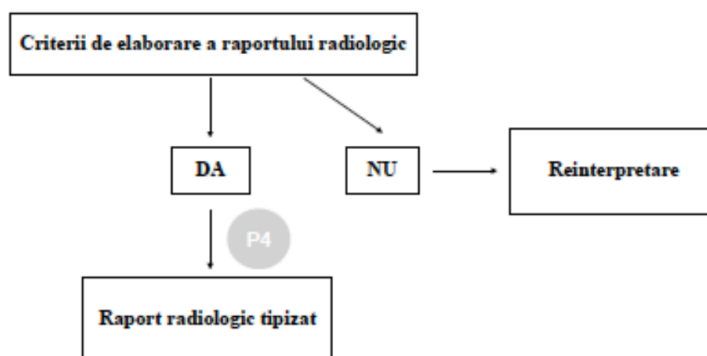 Criterii de elaborare a raportului radiologic
DA
NU
Reinterpretare
P4
Raport radiologic tipizat